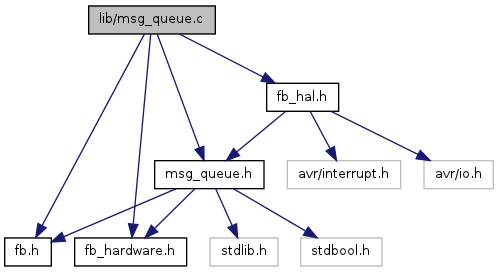 lib/msg_queue.c
fb_hal.h
msg_queue.h
avr/interrupt.h
avr/io.h
fb.h
fb_hardware.h
stdlib.h
stdbool.h